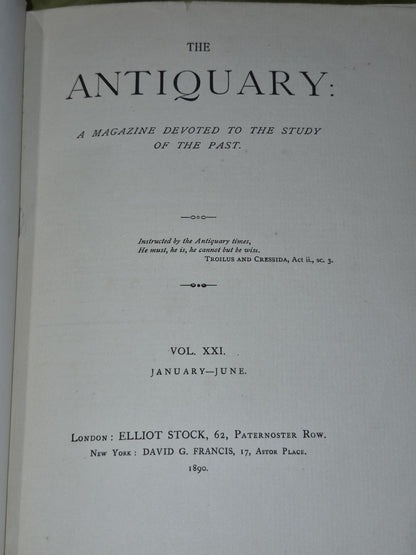 THE
ANTIQUARY:
A MAGAZINE DEVOTED TO THE STUDY
OF THE PAST.
Instructed by the Antiquary times,
He must, he is, he cannot but be wise.
TROILUS AND CRESSIDA, Act ii., sc. 3.
VOL. XXI.
JANUARY—JUNE.
LONDON: ELLIOT STOCK, 62, PATERNOSTER ROW.
NEW YORK: DAVID G. FRANCIS, 17, ASTOR PLACE.
1890.